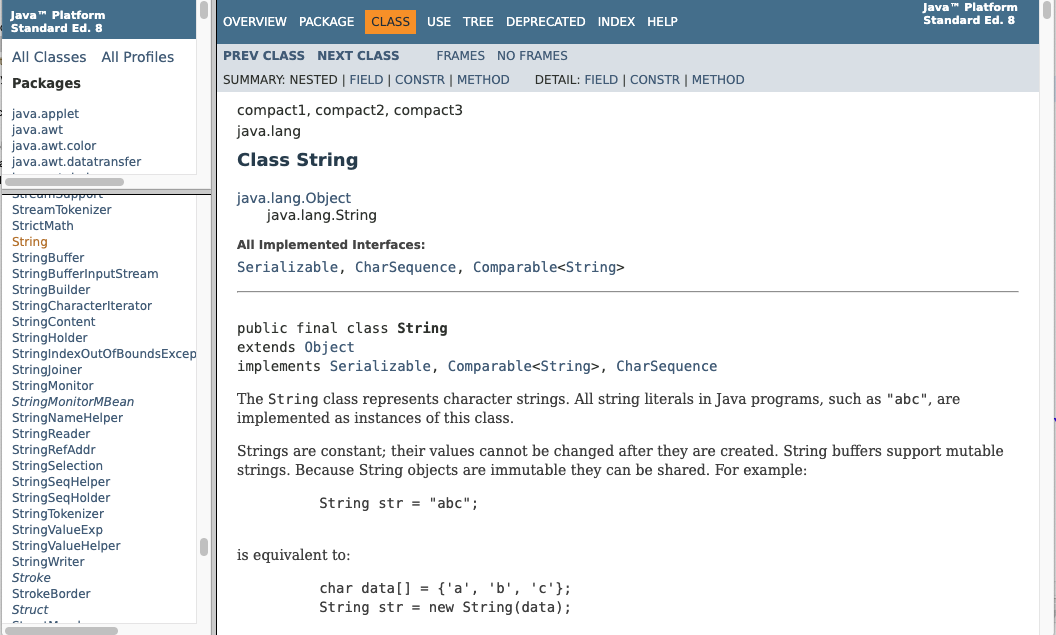 Java™ Platform
Standard Ed. 8
All Classes All Profiles
Packages
java.applet
java.awt
java.awt.color
java.awt.datatransfer
StreamSupport
StreamTokenizer
StrictMath
String
StringBuffer
StringBufferInputStream
StringBuilder
StringCharacterIterator
StringContent
StringHolder
StringIndexOutOfBoundsExcep
StringJoiner
StringMonitor
StringMonitorMBean
StringNameHelper
StringReader
StringRefAddr
StringSelection
StringSeqHelper
StringSeqHolder
StringTokenizer
StringValueExp
StringValueHelper
StringWriter
Stroke
StrokeBorder
Struct
OVERVIEW PACKAGE CLASS USE TREE DEPRECATED INDEX HELP
Java™ Platform
Standard Ed. 8
PREV CLASS NEXT CLASS FRAMES NO FRAMES
SUMMARY: NESTED | FIELD | CONSTR | METHOD DETAIL: FIELD | CONSTR | METHOD
compact1, compact2, compact3
java.lang
Class String
java.lang.Object
java.lang.String
All Implemented Interfaces:
Serializable, CharSequence, Comparable<String>
public final class String
extends Object
implements Serializable, Comparable<String>, CharSequence
The String class represents character strings. All string literals in Java programs, such as "abc", are
implemented as instances of this class.
Strings are constant; their values cannot be changed after they are created. String buffers support mutable
strings. Because String objects are immutable they can be shared. For example:
String str = "abc";
is equivalent to:
char data[] = {'a', 'b', 'c'};
String str = new String(data);